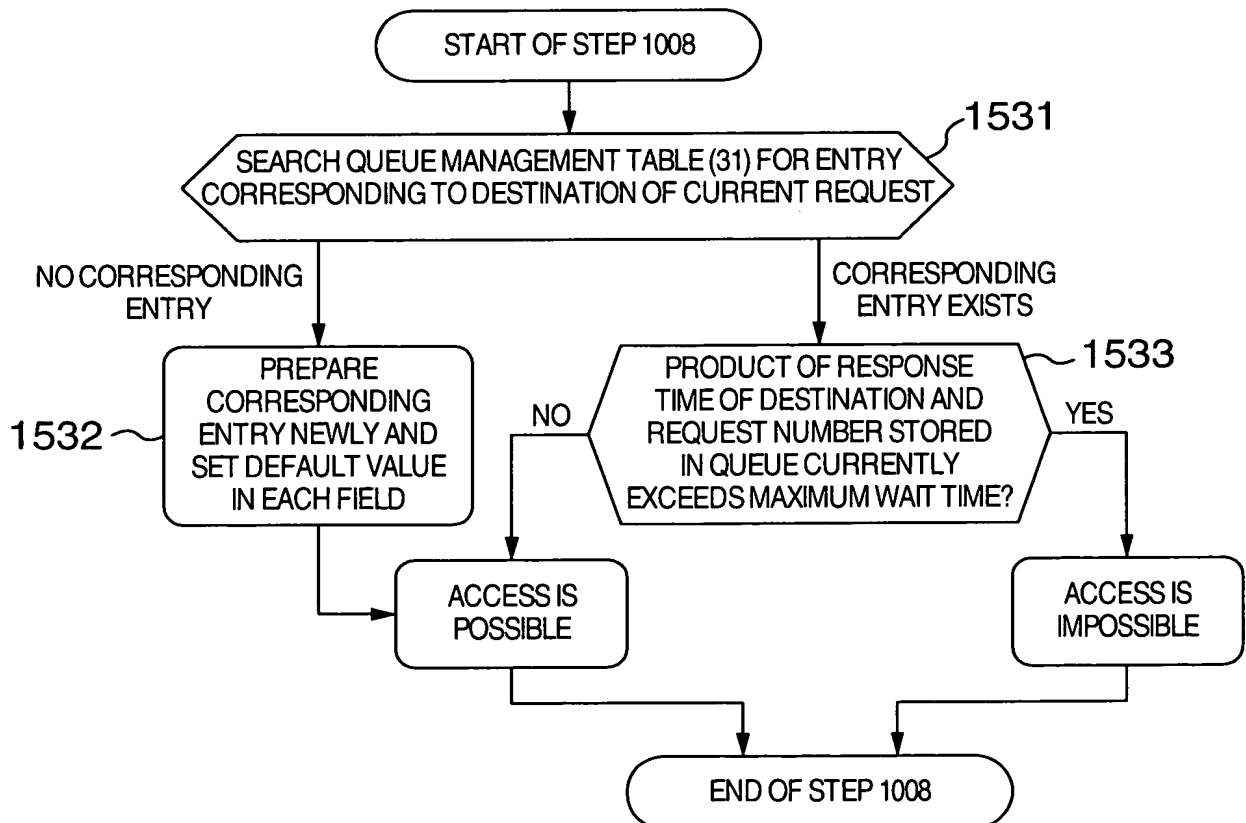 START OF STEP 1008
1531
SEARCH QUEUE MANAGEMENT TABLE (31) FOR ENTRY
CORRESPONDING TO DESTINATION OF CURRENT REQUEST
NO CORRESPONDING
ENTRY
CORRESPONDING
ENTRY EXISTS
1532
PREPARE
CORRESPONDING
ENTRY NEWLY AND
SET DEFAULT VALUE
IN EACH FIELD
1533
PRODUCT OF RESPONSE
TIME OF DESTINATION AND
REQUEST NUMBER STORED
IN QUEUE CURRENTLY
EXCEEDS MAXIMUM WAIT TIME?
NO
YES
ACCESS IS
POSSIBLE
ACCESS IS
IMPOSSIBLE
END OF STEP 1008